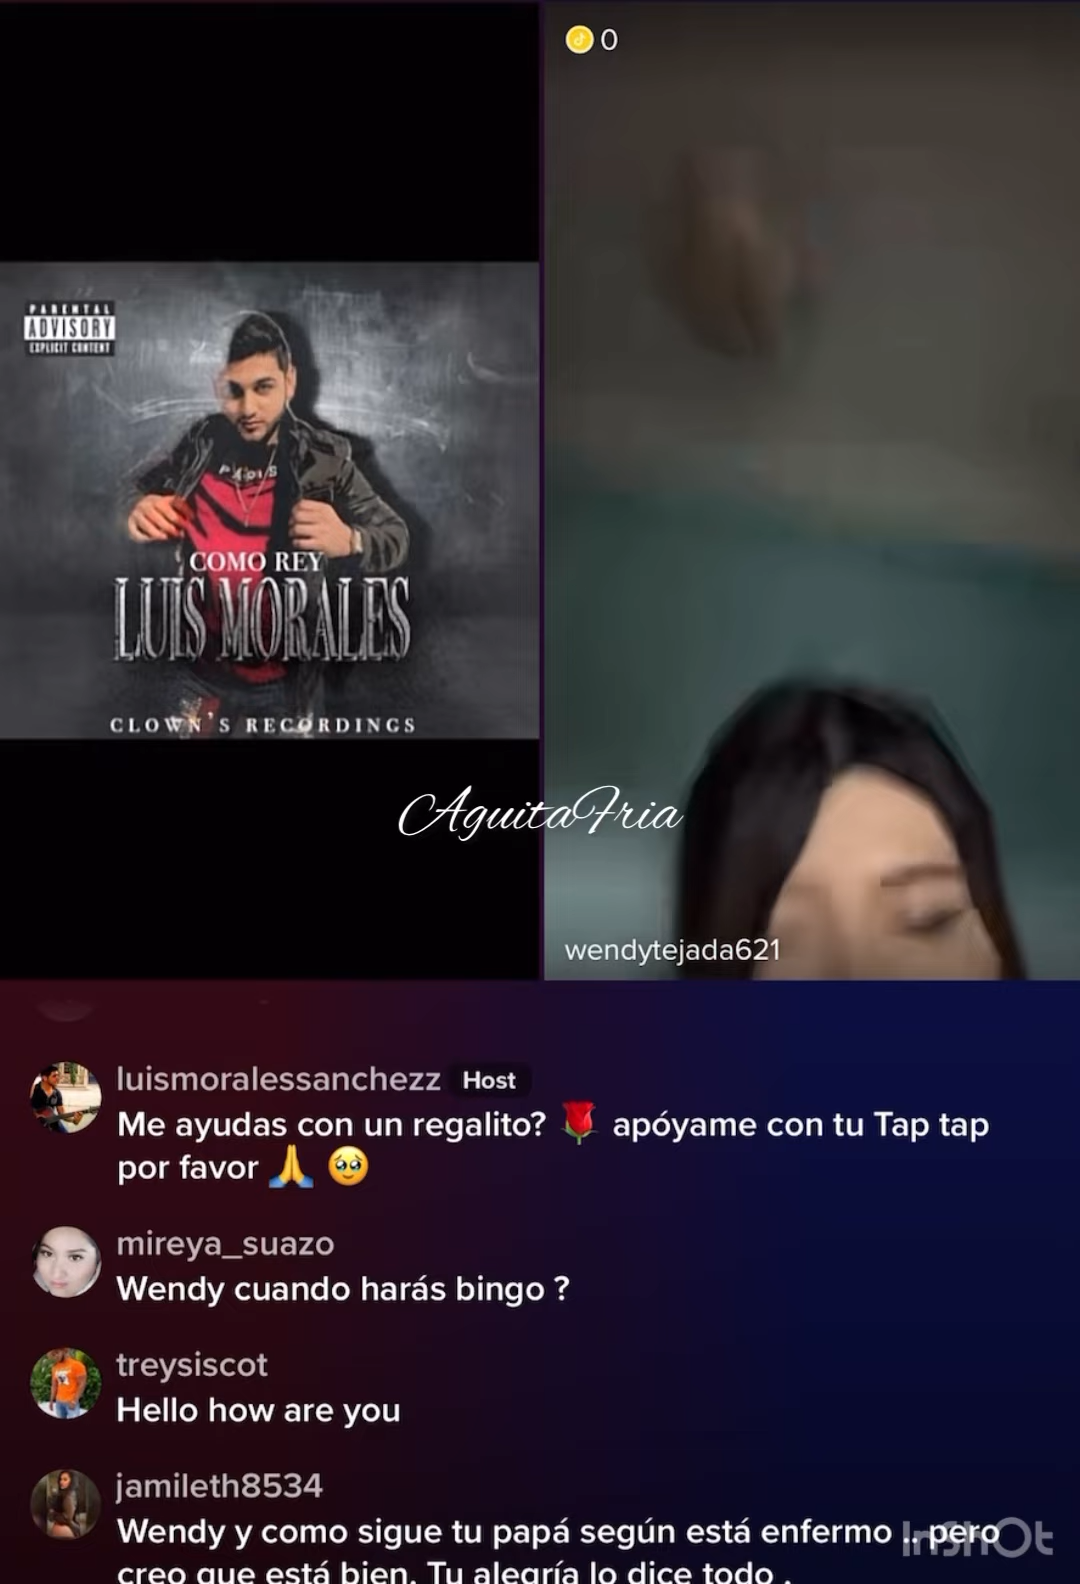 0
PARENTAL
ADVISORY
EXPLICIT CONTENT
COMO REY
LUIS MORALES
CLOWN'S RECORDINGS
AguitaFria
wendytejada621
luismoralessanchezz Host
Me ayudas con un regalito? 🌹 apóyame con tu Tap tap
por favor 🙏 🥹
mireya_suazo
Wendy cuando harás bingo ?
treysiscot
Hello how are you
jamileth8534
Wendy y como sigue tu papá según está enfermo .. pero
creo que está bien. Tu alegría lo dice todo .
InShOt